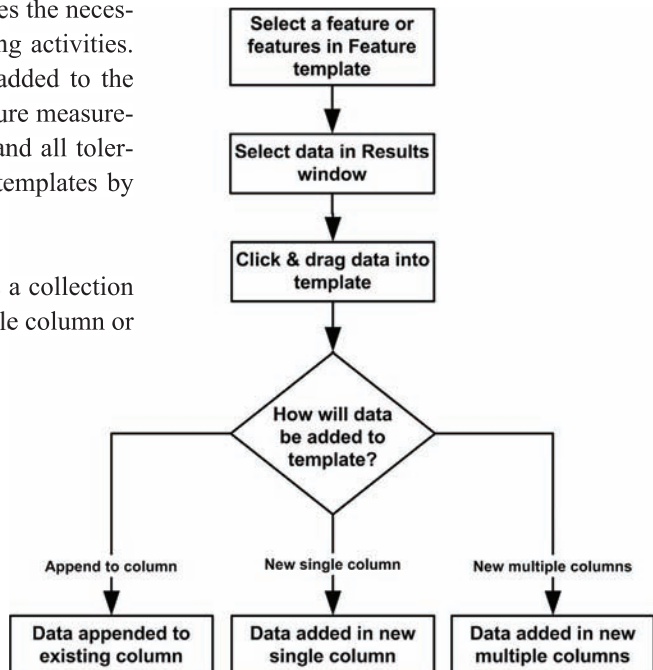 es the neces-
ng activities.
added to the
ure measure-
and all toler-
templates by
a collection
le column or
Select a feature or
features in Feature
template
Select data in Results
window
Click & drag data into
template
How will data
be added to
template?
Append to column
New single column
New multiple columns
Data appended to
existing column
Data added in new
single column
Data added in new
multiple columns